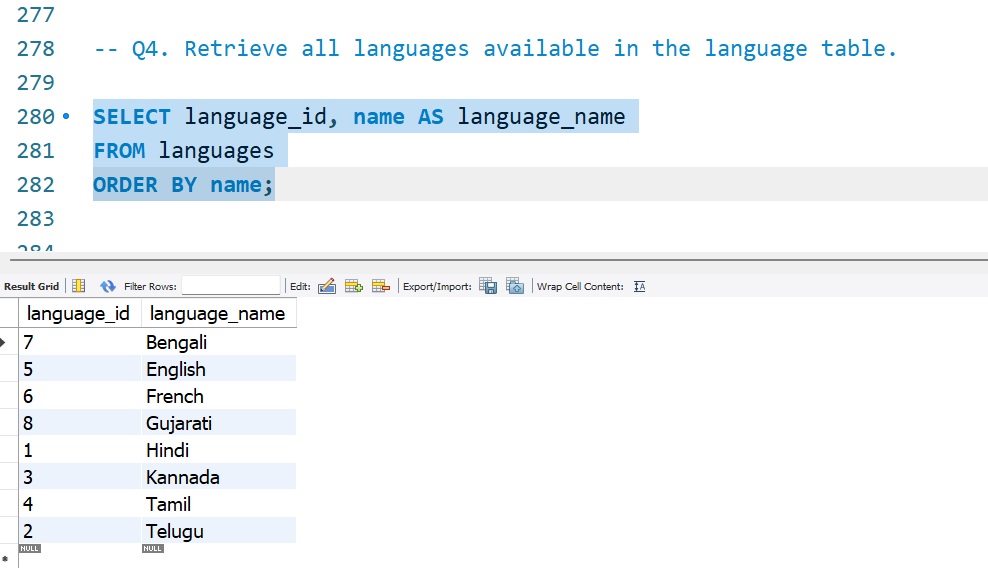 277
278 -- Q4. Retrieve all languages available in the language table.
279
280 SELECT language_id, name AS language_name
281 FROM languages
282 ORDER BY name;
283
284
Result Grid Filter Rows: Edit: Export/Import: Wrap Cell Content:
language_id language_name
7 Bengali
5 English
6 French
8 Gujarati
1 Hindi
3 Kannada
4 Tamil
2 Telugu
NULL NULL